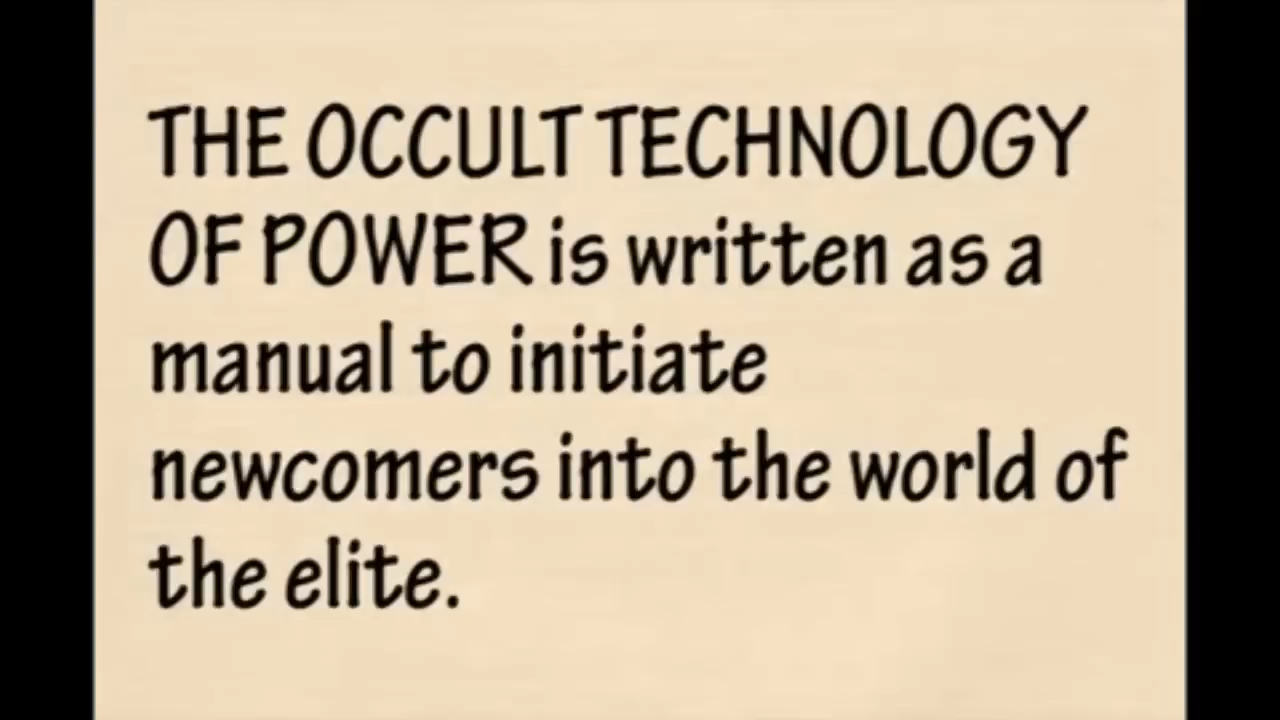 THE OCCULT TECHNOLOGY
OF POWER is written as a
manual to initiate
newcomers into the world of
the elite.